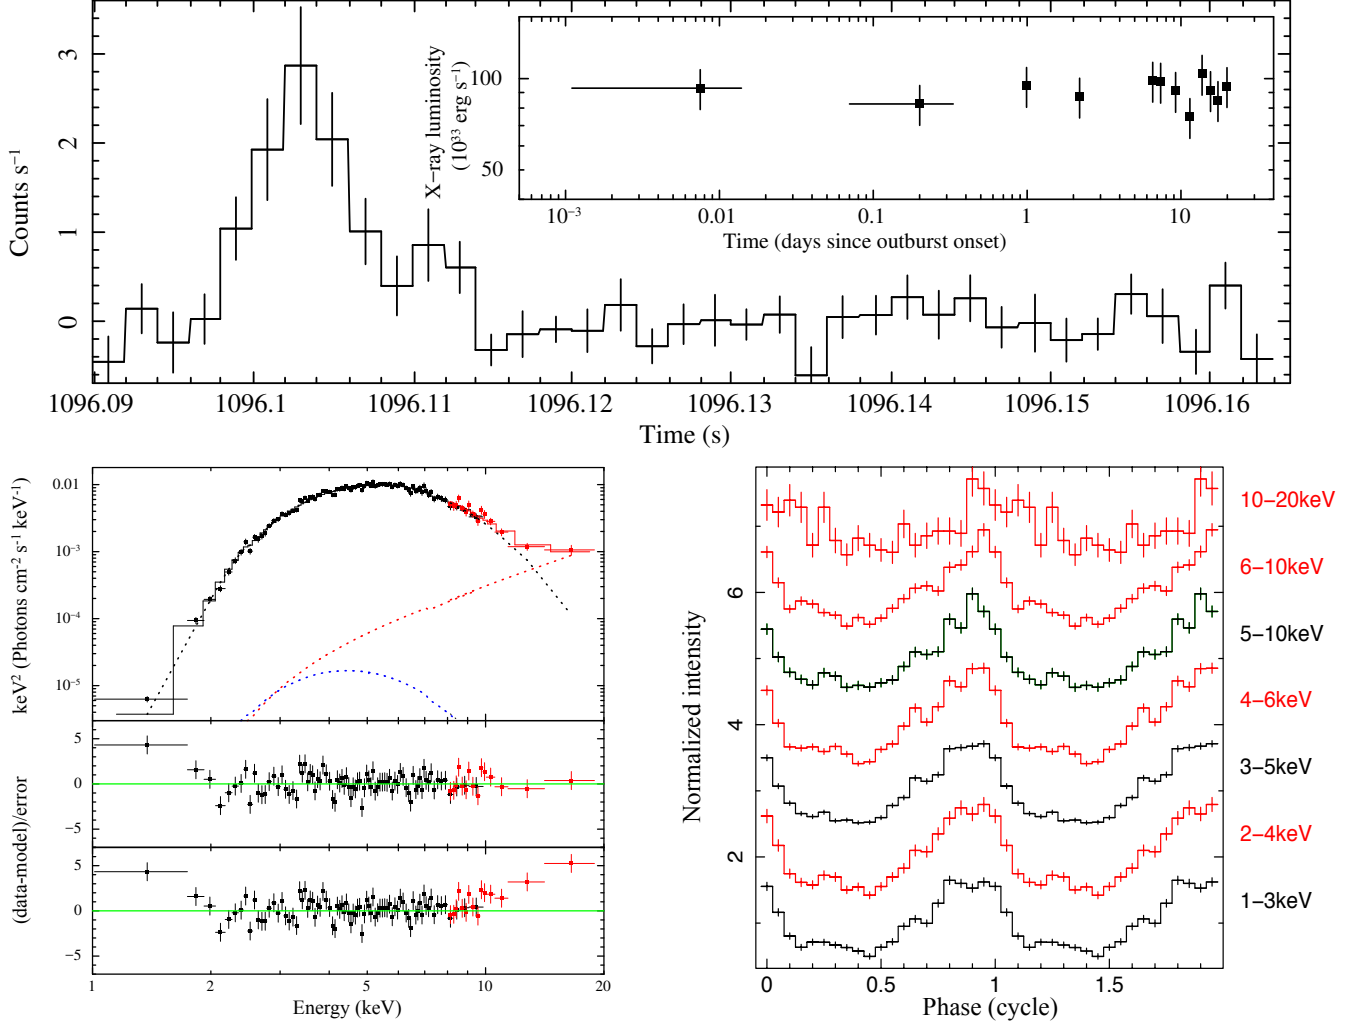 Counts s⁻¹
3
2
1
0
1096.09 1096.1 1096.11 1096.12 1096.13 1096.14 1096.15 1096.16
Time (s)
X−ray luminosity
(10³³ erg s⁻¹)
100
50
10⁻³ 0.01 0.1 1 10
Time (days since outburst onset)
keV² (Photons cm⁻² s⁻¹ keV⁻¹)
0.01
10⁻³
10⁻⁴
10⁻⁵
(data-model)/error
5
0
−5
5
0
−5
1 2 5 10 20
Energy (keV)
Normalized intensity
6
4
2
0 0.5 1 1.5
Phase (cycle)
10−20keV
6−10keV
5−10keV
4−6keV
3−5keV
2−4keV
1−3keV